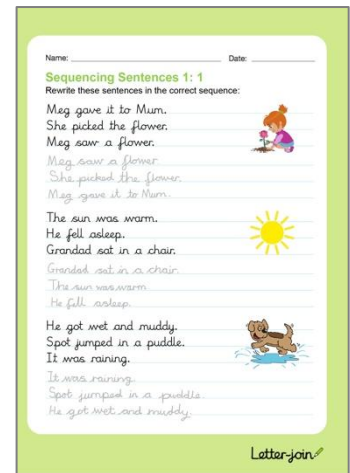 Name: Date:
Sequencing Sentences 1: 1
Rewrite these sentences in the correct sequence:
Meg gave it to Mum.
She picked the flower.
Meg saw a flower.
Meg saw a flower
She picked the flower.
Meg gave it to Mum.
The sun was warm.
He fell asleep.
Grandad sat in a chair.
Grandad sat in a chair.
The sun was warm
He fell asleep.
He got wet and muddy.
Spot jumped in a puddle.
It was raining.
It was raining.
Spot jumped in a puddle.
He got wet and muddy.
Letter-join